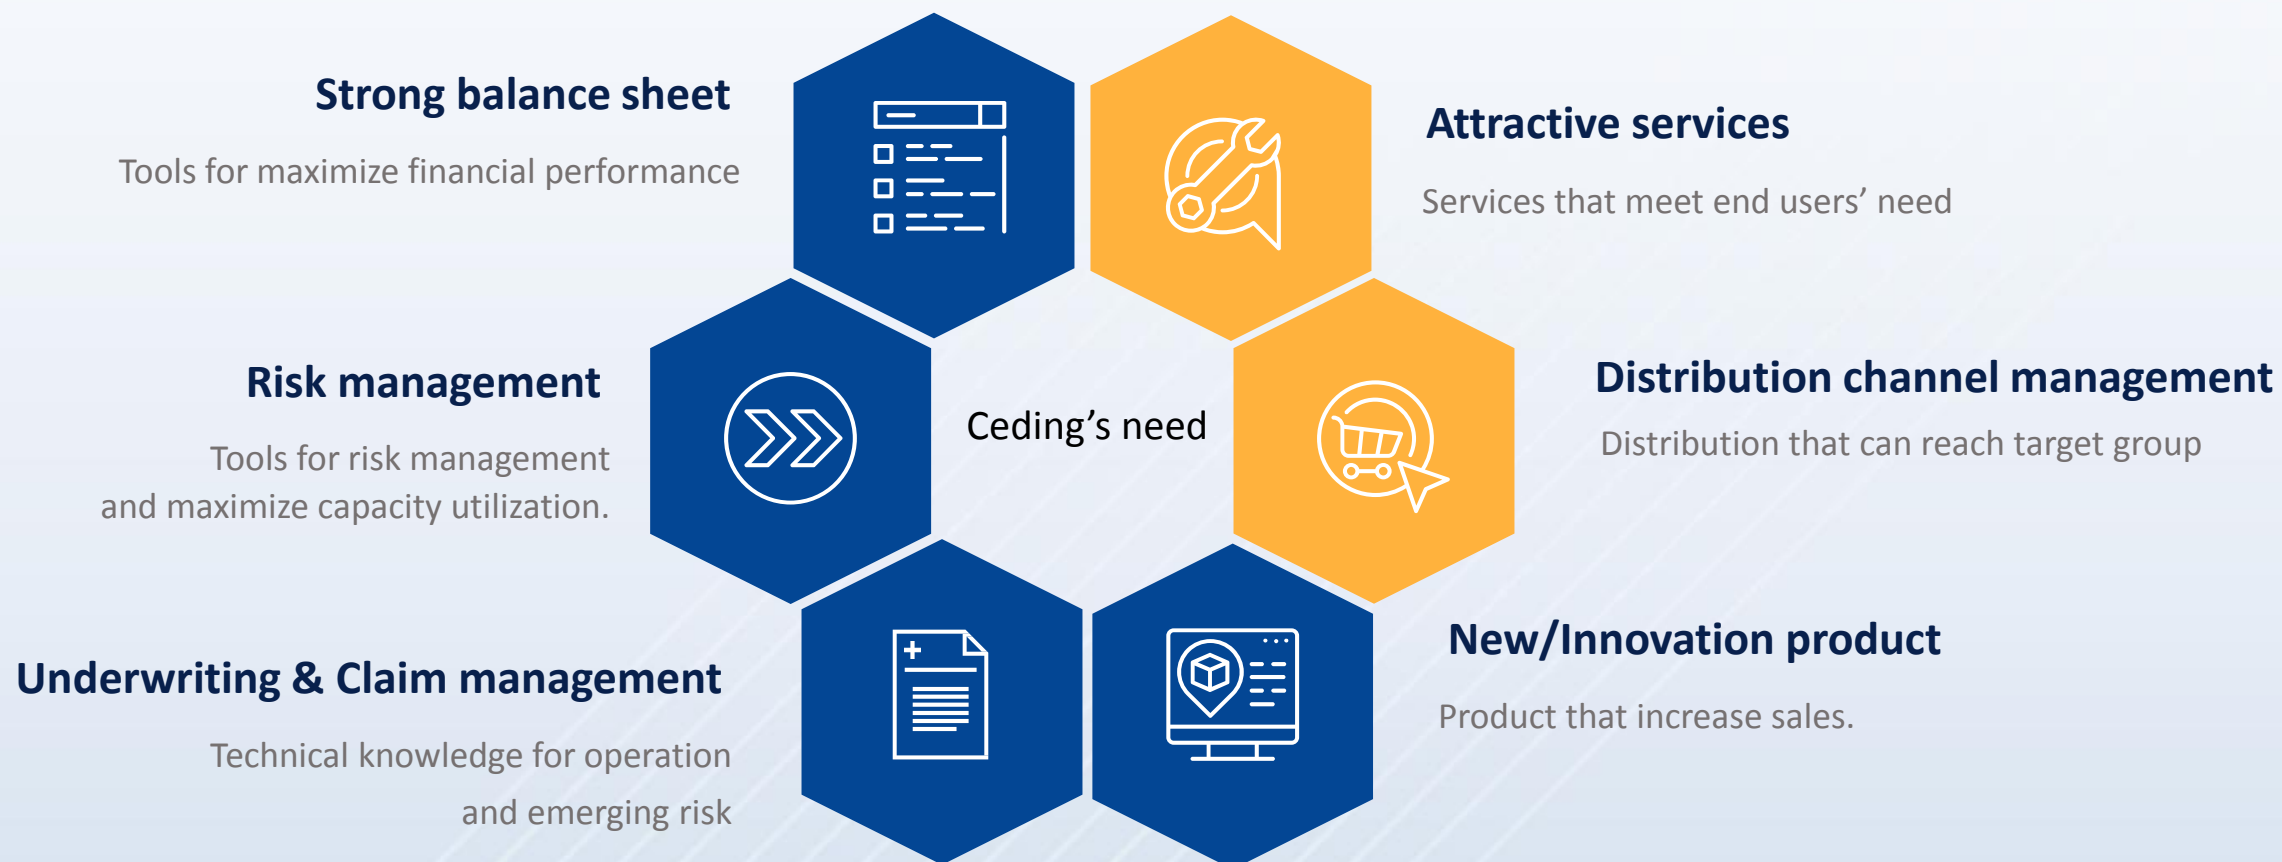 Strong balance sheet
Tools for maximize financial performance
Risk management
Tools for risk management
and maximize capacity utilization.
Underwriting & Claim management
Technical knowledge for operation
and emerging risk
Ceding’s need
Attractive services
Services that meet end users’ need
Distribution channel management
Distribution that can reach target group
New/Innovation product
Product that increase sales.